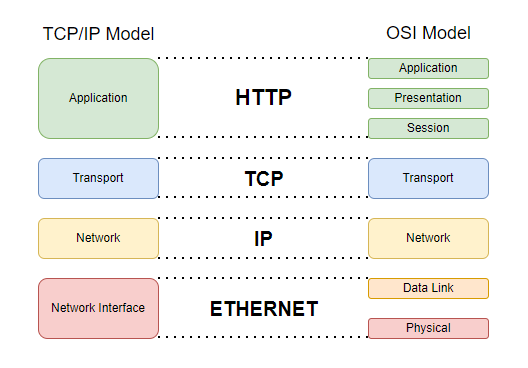 TCP/IP Model
OSI Model
Application
HTTP
Application
Presentation
Session
Transport
TCP
Transport
Network
IP
Network
Network Interface
ETHERNET
Data Link
Physical